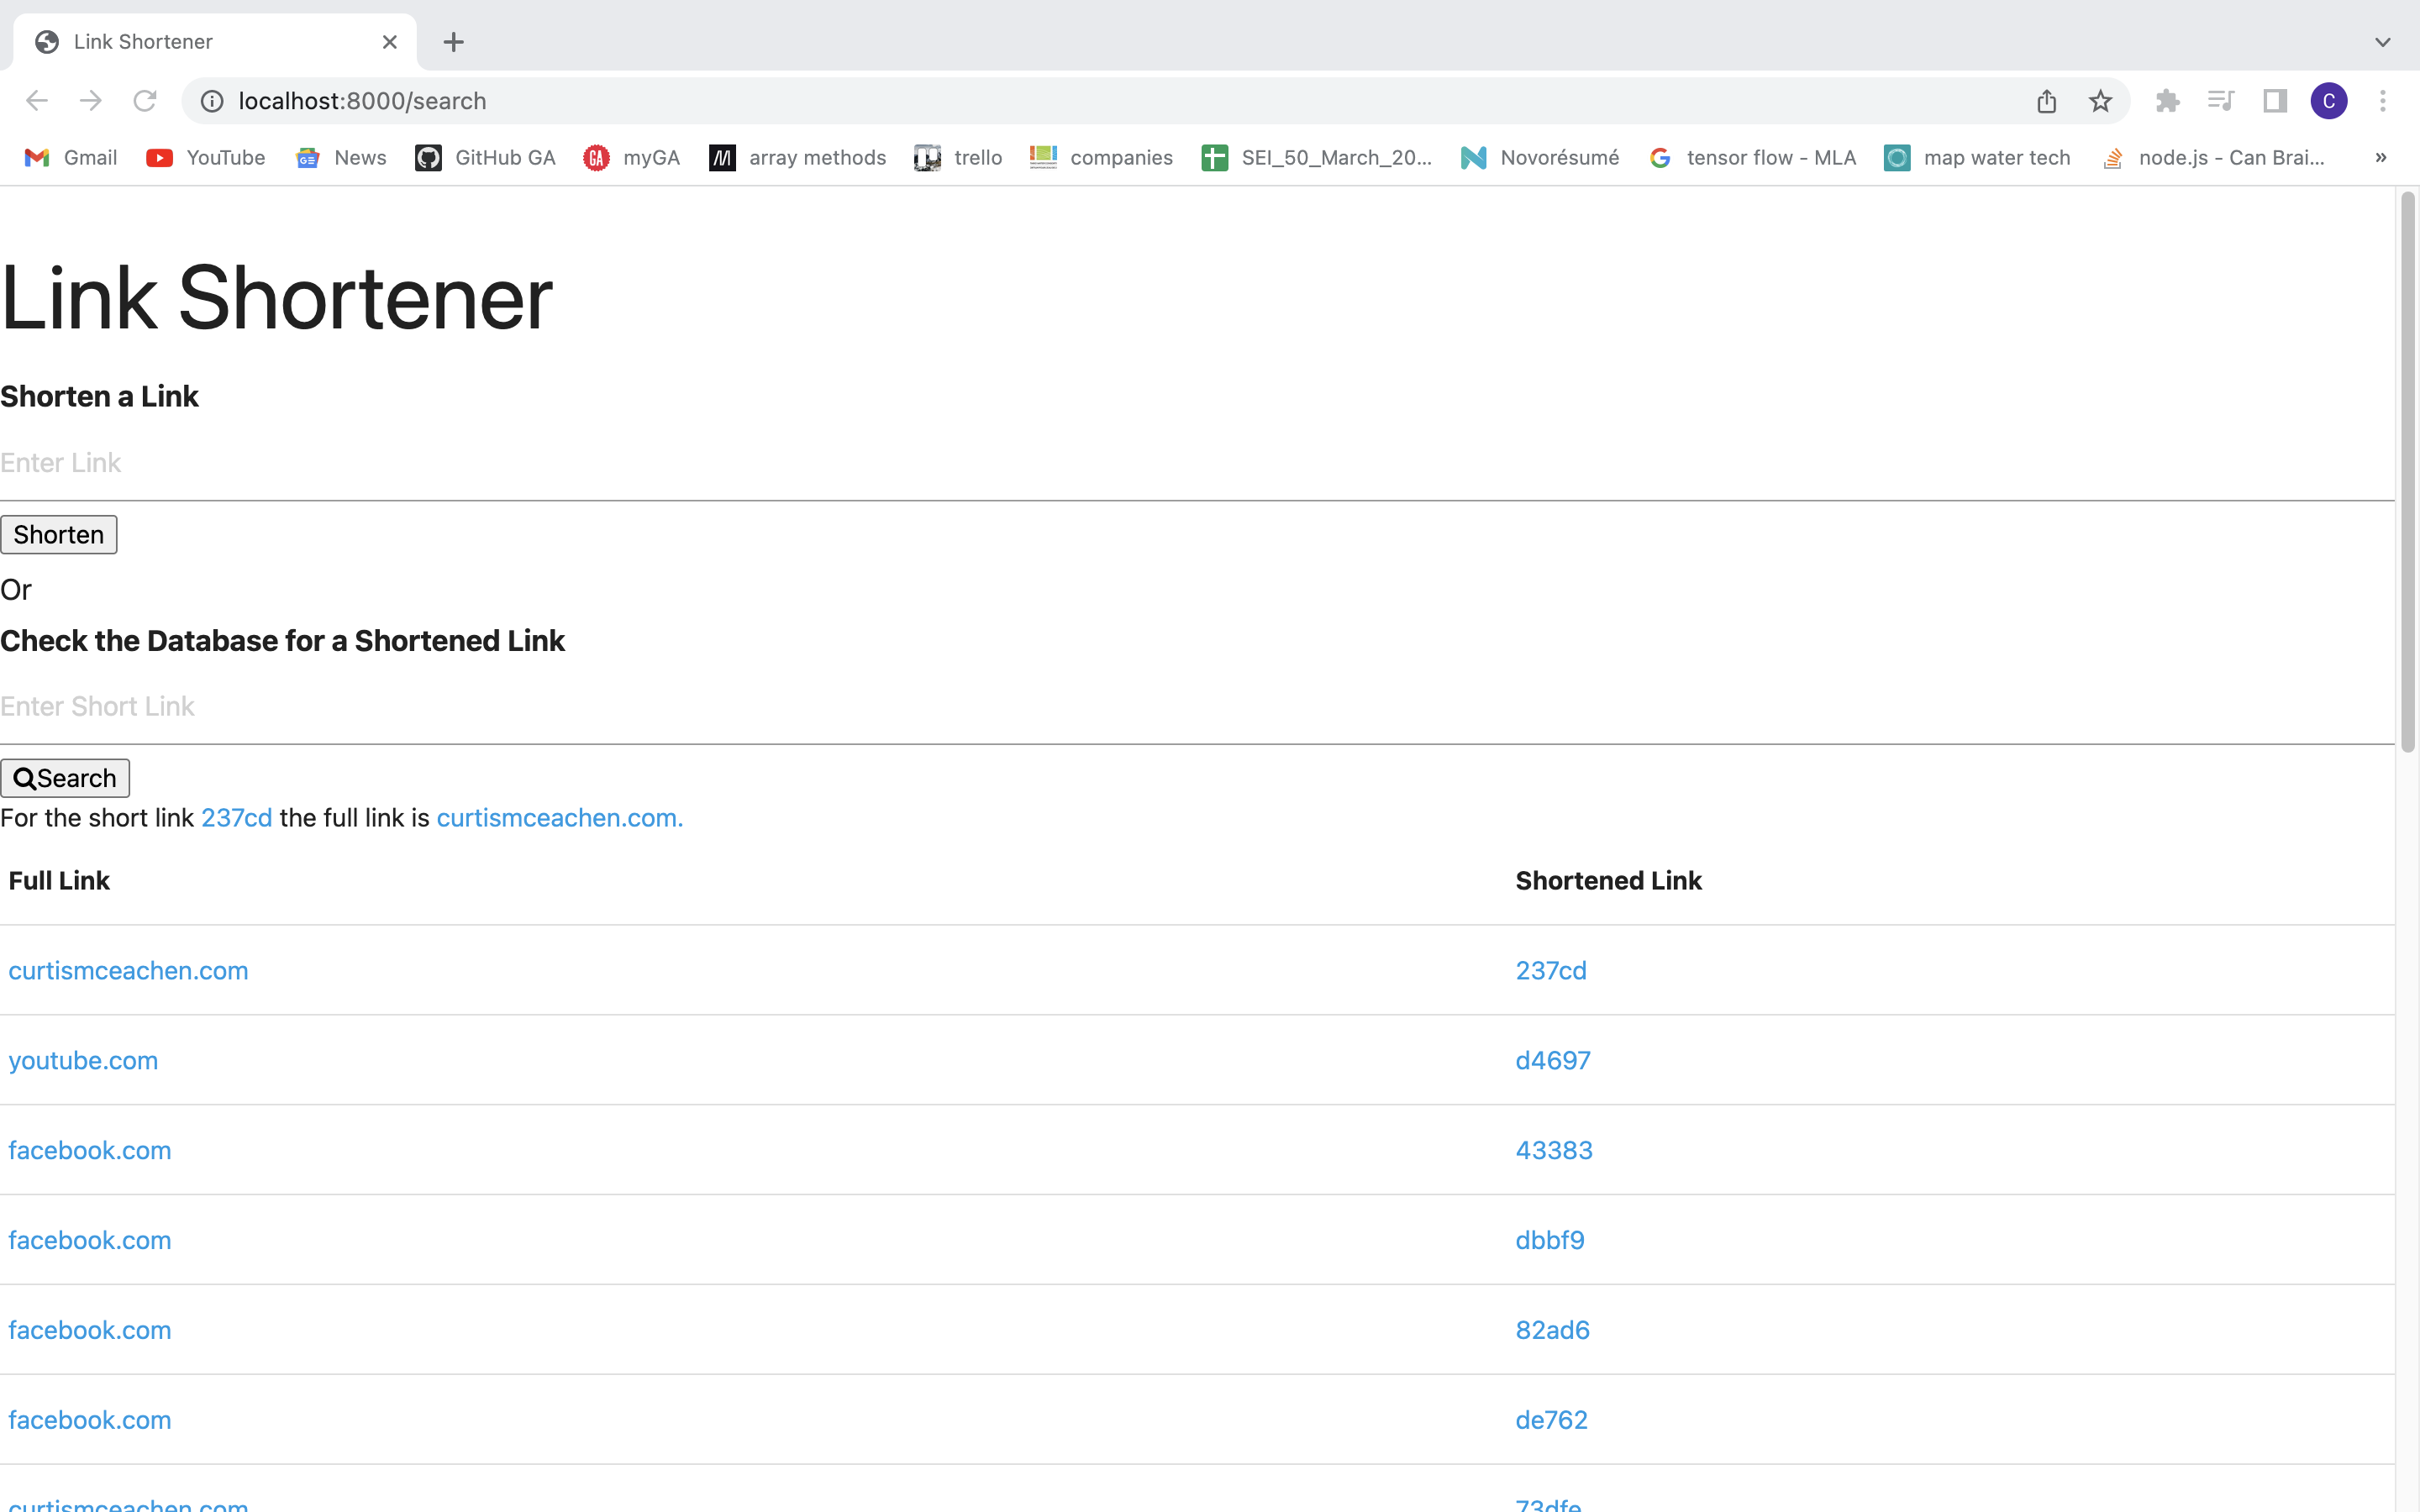 Link Shortener
localhost:8000/search
C
Gmail YouTube News GitHub GA myGA array methods trello companies SEI_50_March_20... Novorésumé tensor flow - MLA map water tech node.js - Can Brai... »
Link Shortener
Shorten a Link
Enter Link
Shorten
Or
Check the Database for a Shortened Link
Enter Short Link
Search
For the short link 237cd the full link is curtismceachen.com.
Full Link Shortened Link
curtismceachen.com 237cd
youtube.com d4697
facebook.com 43383
facebook.com dbbf9
facebook.com 82ad6
facebook.com de762
curtismceachen.com 73dfe